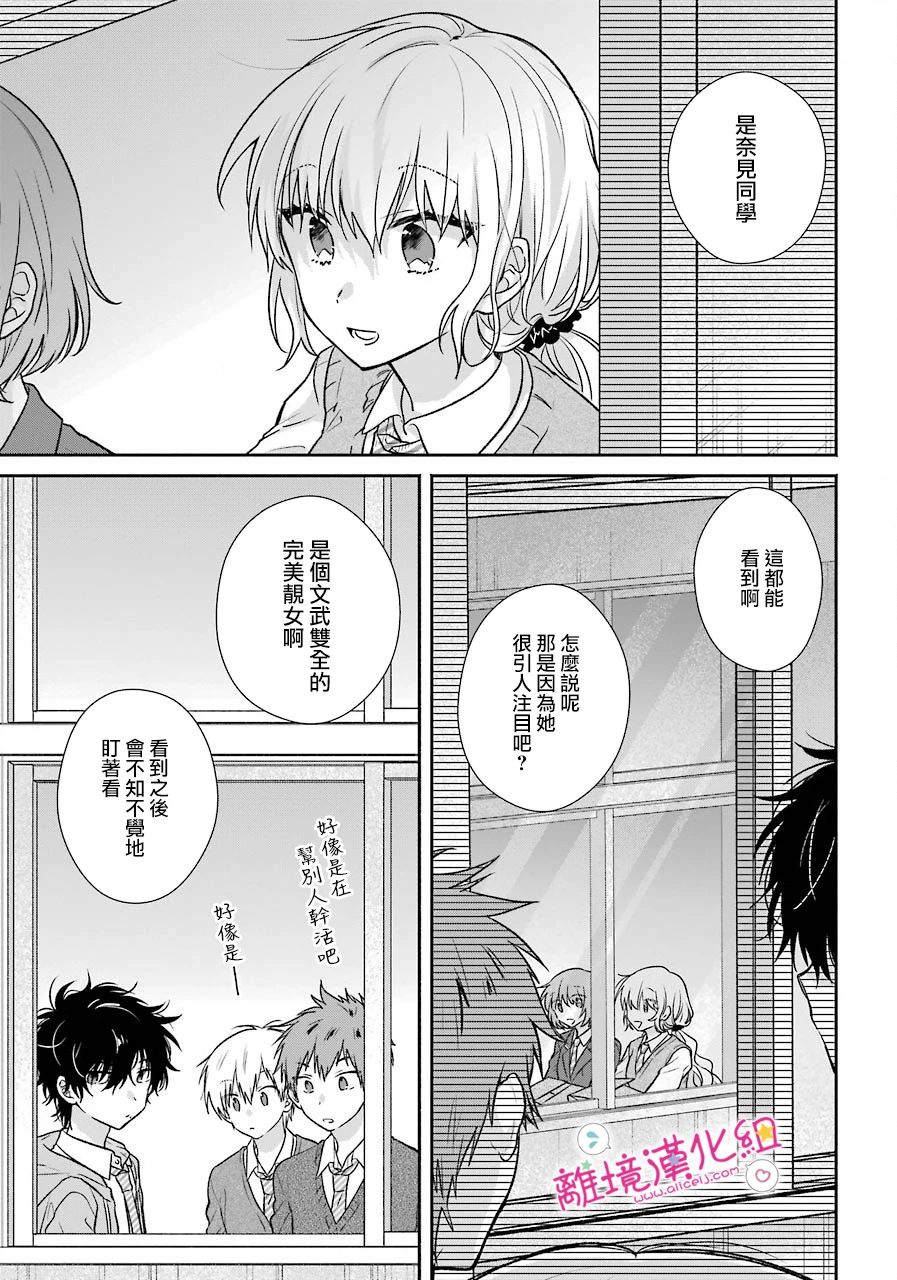 是奈見同學
這都能
看到啊
怎麼說呢
那是因為她
很引人注目吧?
是個文武雙全的
完美靚女啊
看到之後
會不知不覺地
盯著看
好像是在
幫別人幹活吧
好像是—
離境漢化組
www.aliceij.com